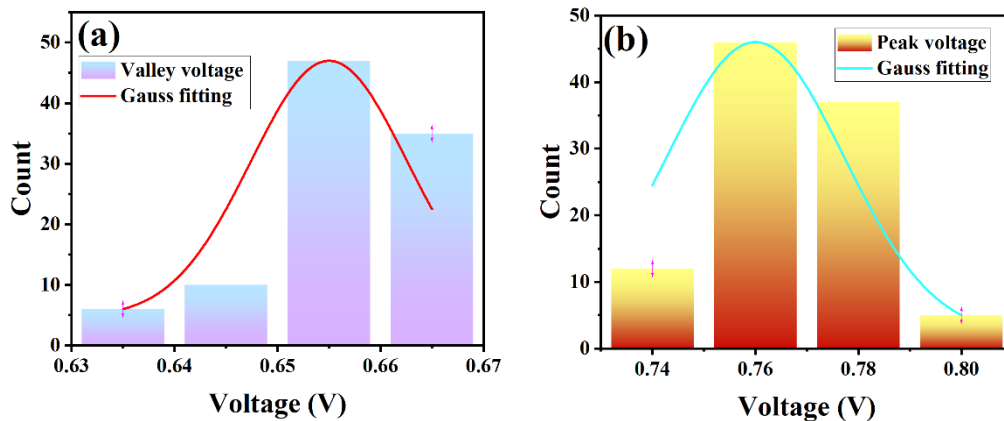 (a)
Valley voltage
Gauss fitting
50
40
30
20
10
0
Count
0.63 0.64 0.65 0.66 0.67
Voltage (V)
(b)
Peak voltage
Gauss fitting
50
40
30
20
10
0
Count
0.74 0.76 0.78 0.80
Voltage (V)